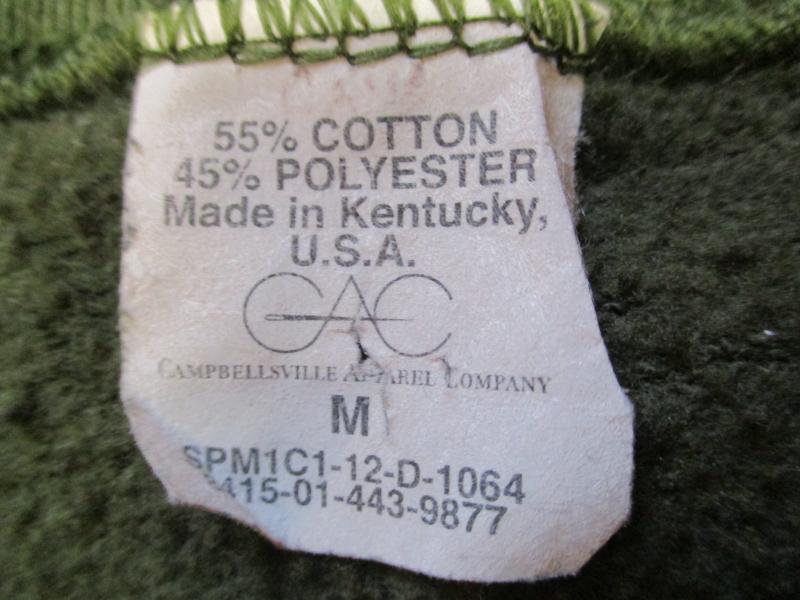 55% COTTON
45% POLYESTER
Made in Kentucky,
U.S.A.
CAC
CAMPBELLSVILLE APPAREL COMPANY
M
SPM1C1-12-D-1064
8415-01-443-9877